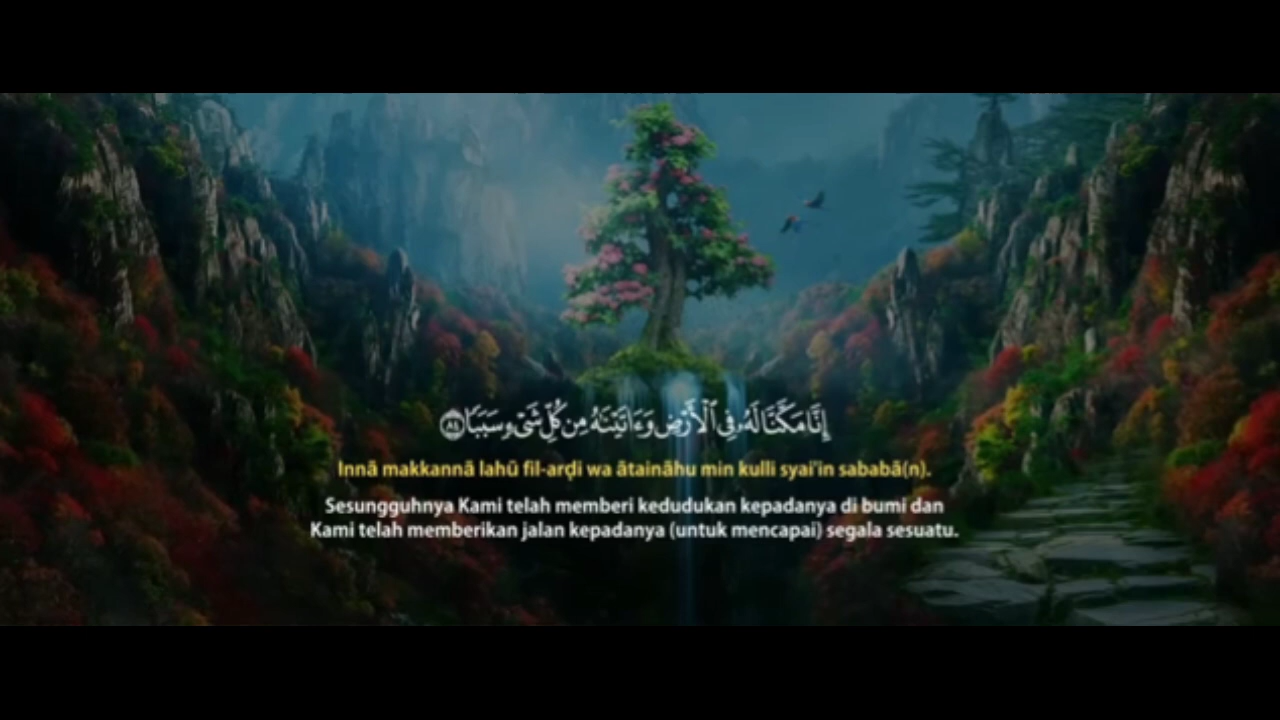 إِنَّا مَكَّنَّا لَهُۥ فِى ٱلْأَرْضِ وَءَاتَيْنَٰهُ مِن كُلِّ شَىْءٍ سَبَبًا ٨٤
Innā makkannā lahū fil-arḍi wa ātaināhu min kulli syai'in sababā(n).
Sesungguhnya Kami telah memberi kedudukan kepadanya di bumi dan
Kami telah memberikan jalan kepadanya (untuk mencapai) segala sesuatu.